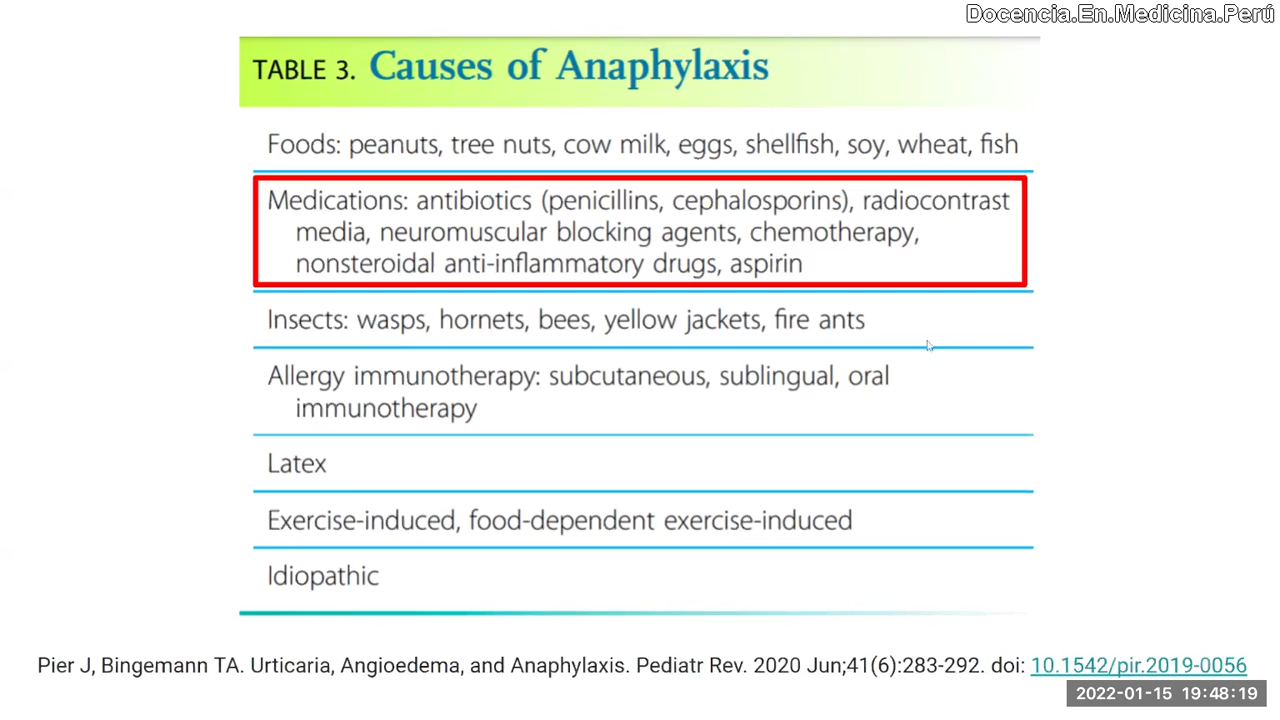 Docencia.En.Medicina.Perú
TABLE 3. Causes of Anaphylaxis
Foods: peanuts, tree nuts, cow milk, eggs, shellfish, soy, wheat, fish
Medications: antibiotics (penicillins, cephalosporins), radiocontrast
media, neuromuscular blocking agents, chemotherapy,
nonsteroidal anti-inflammatory drugs, aspirin
Insects: wasps, hornets, bees, yellow jackets, fire ants
Allergy immunotherapy: subcutaneous, sublingual, oral
immunotherapy
Latex
Exercise-induced, food-dependent exercise-induced
Idiopathic
Pier J, Bingemann TA. Urticaria, Angioedema, and Anaphylaxis. Pediatr Rev. 2020 Jun;41(6):283-292. doi: 10.1542/pir.2019-0056
2022-01-15 19:48:19